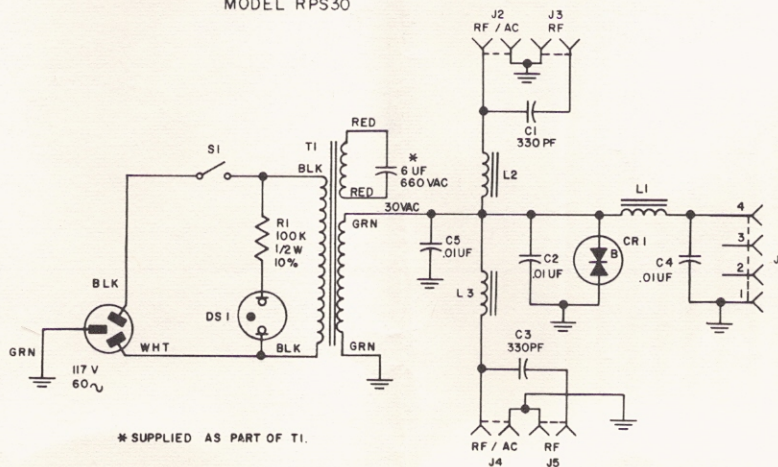 MODEL RPS30
J2
RF / AC
J3
RF
C1
330 PF
L2
S1
T1
RED
BLK
*
6 UF
660 VAC
RED
30VAC
GRN
R1
100K
1/2 W
10%
L1
4
3
2
1
J
C5
.01UF
C2
.01UF
CR1
B
C4
.01UF
L3
BLK
DS1
C3
330PF
GRN
WHT
BLK
GRN
117 V
60~
* SUPPLIED AS PART OF T1.
RF / AC
J4
RF
J5